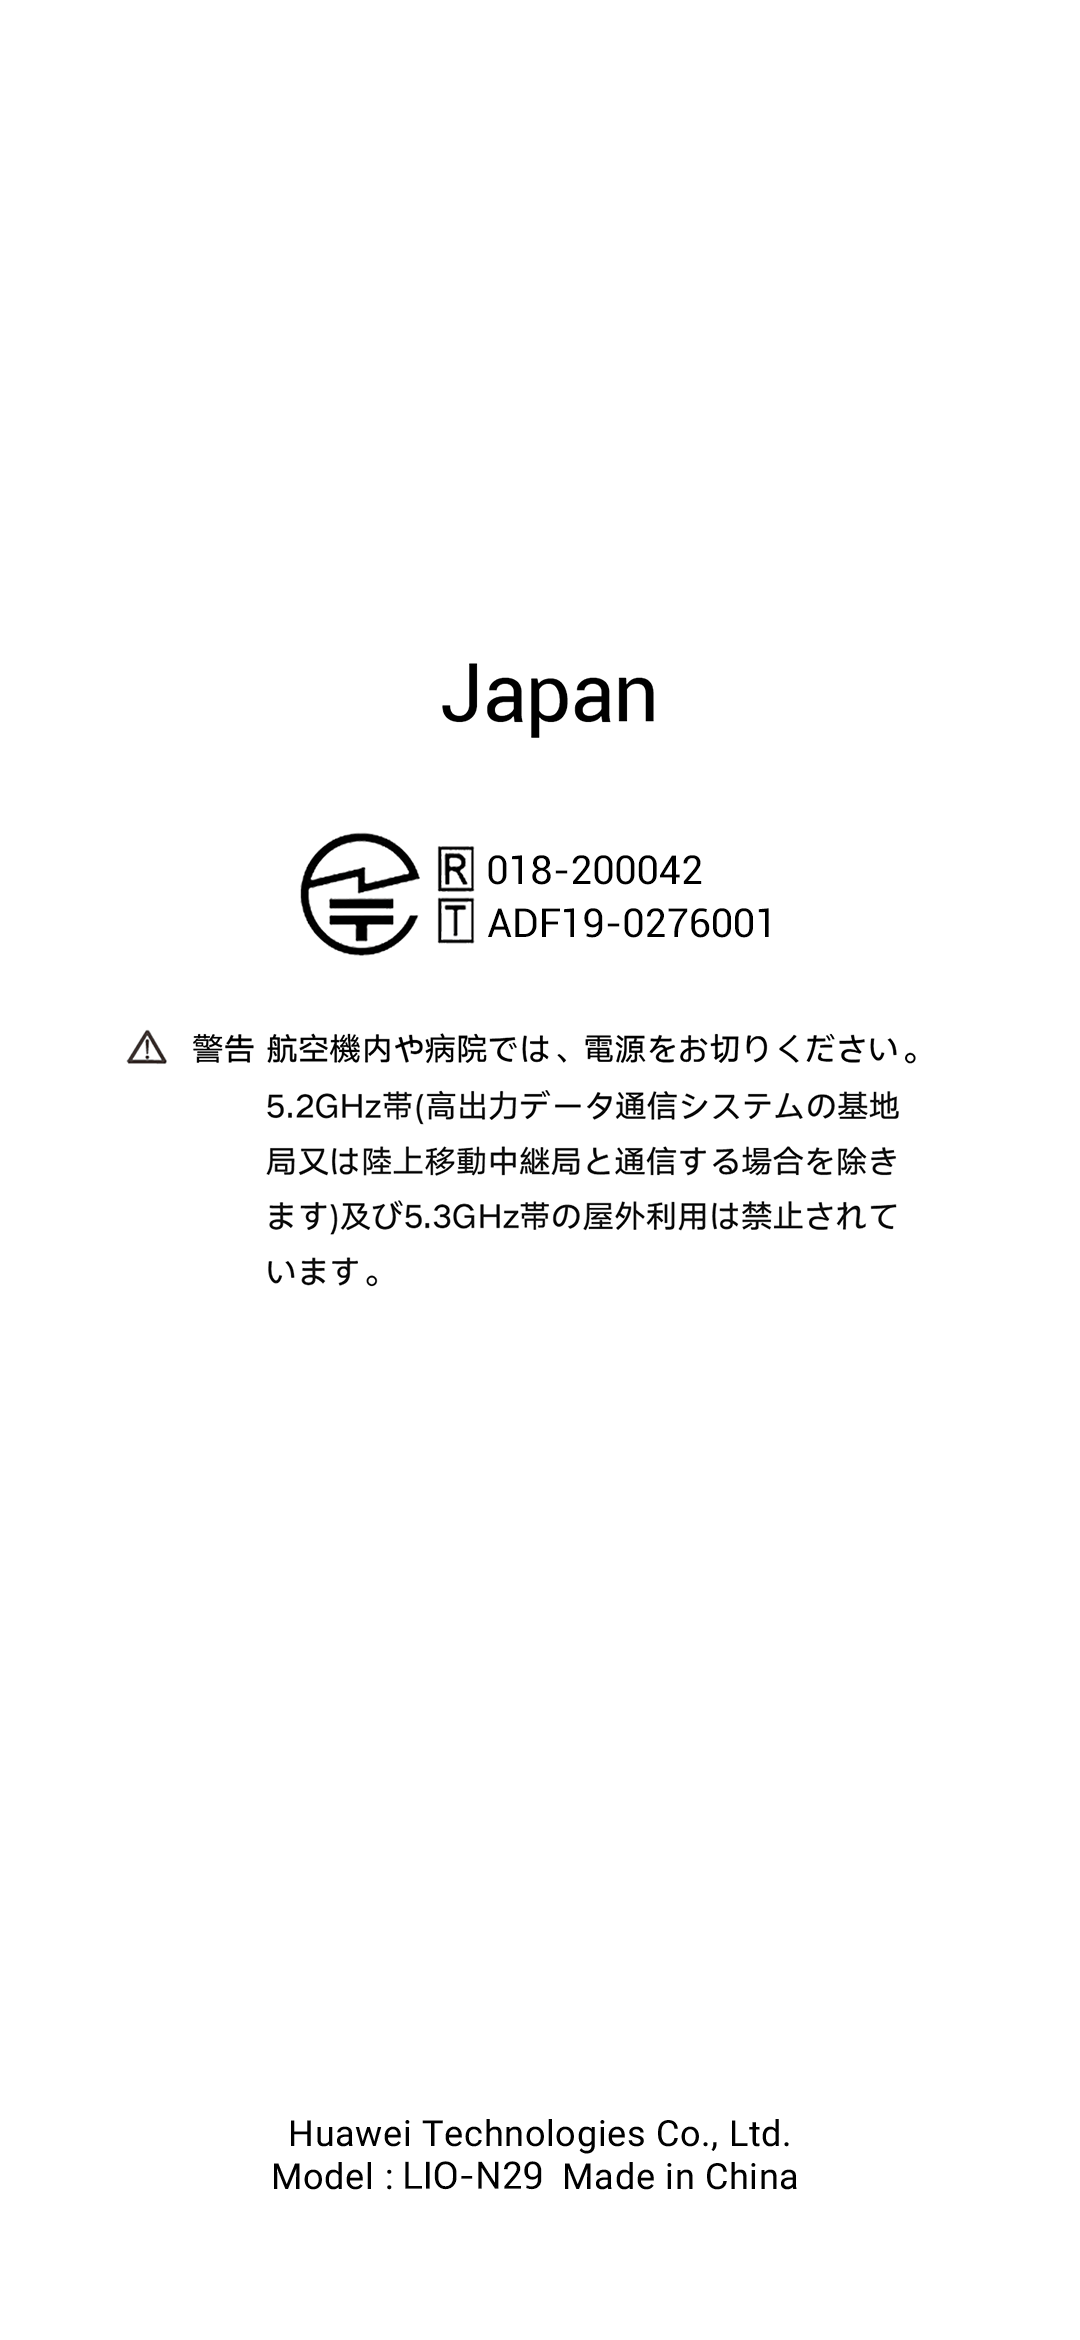 Japan
R 018-200042
T ADF19-0276001
警告 航空機内や病院では、電源をお切りください。
5.2GHz帯(高出力データ通信システムの基地
局又は陸上移動中継局と通信する場合を除き
ます)及び5.3GHz帯の屋外利用は禁止されて
います。
Huawei Technologies Co., Ltd.
Model : LIO-N29 Made in China